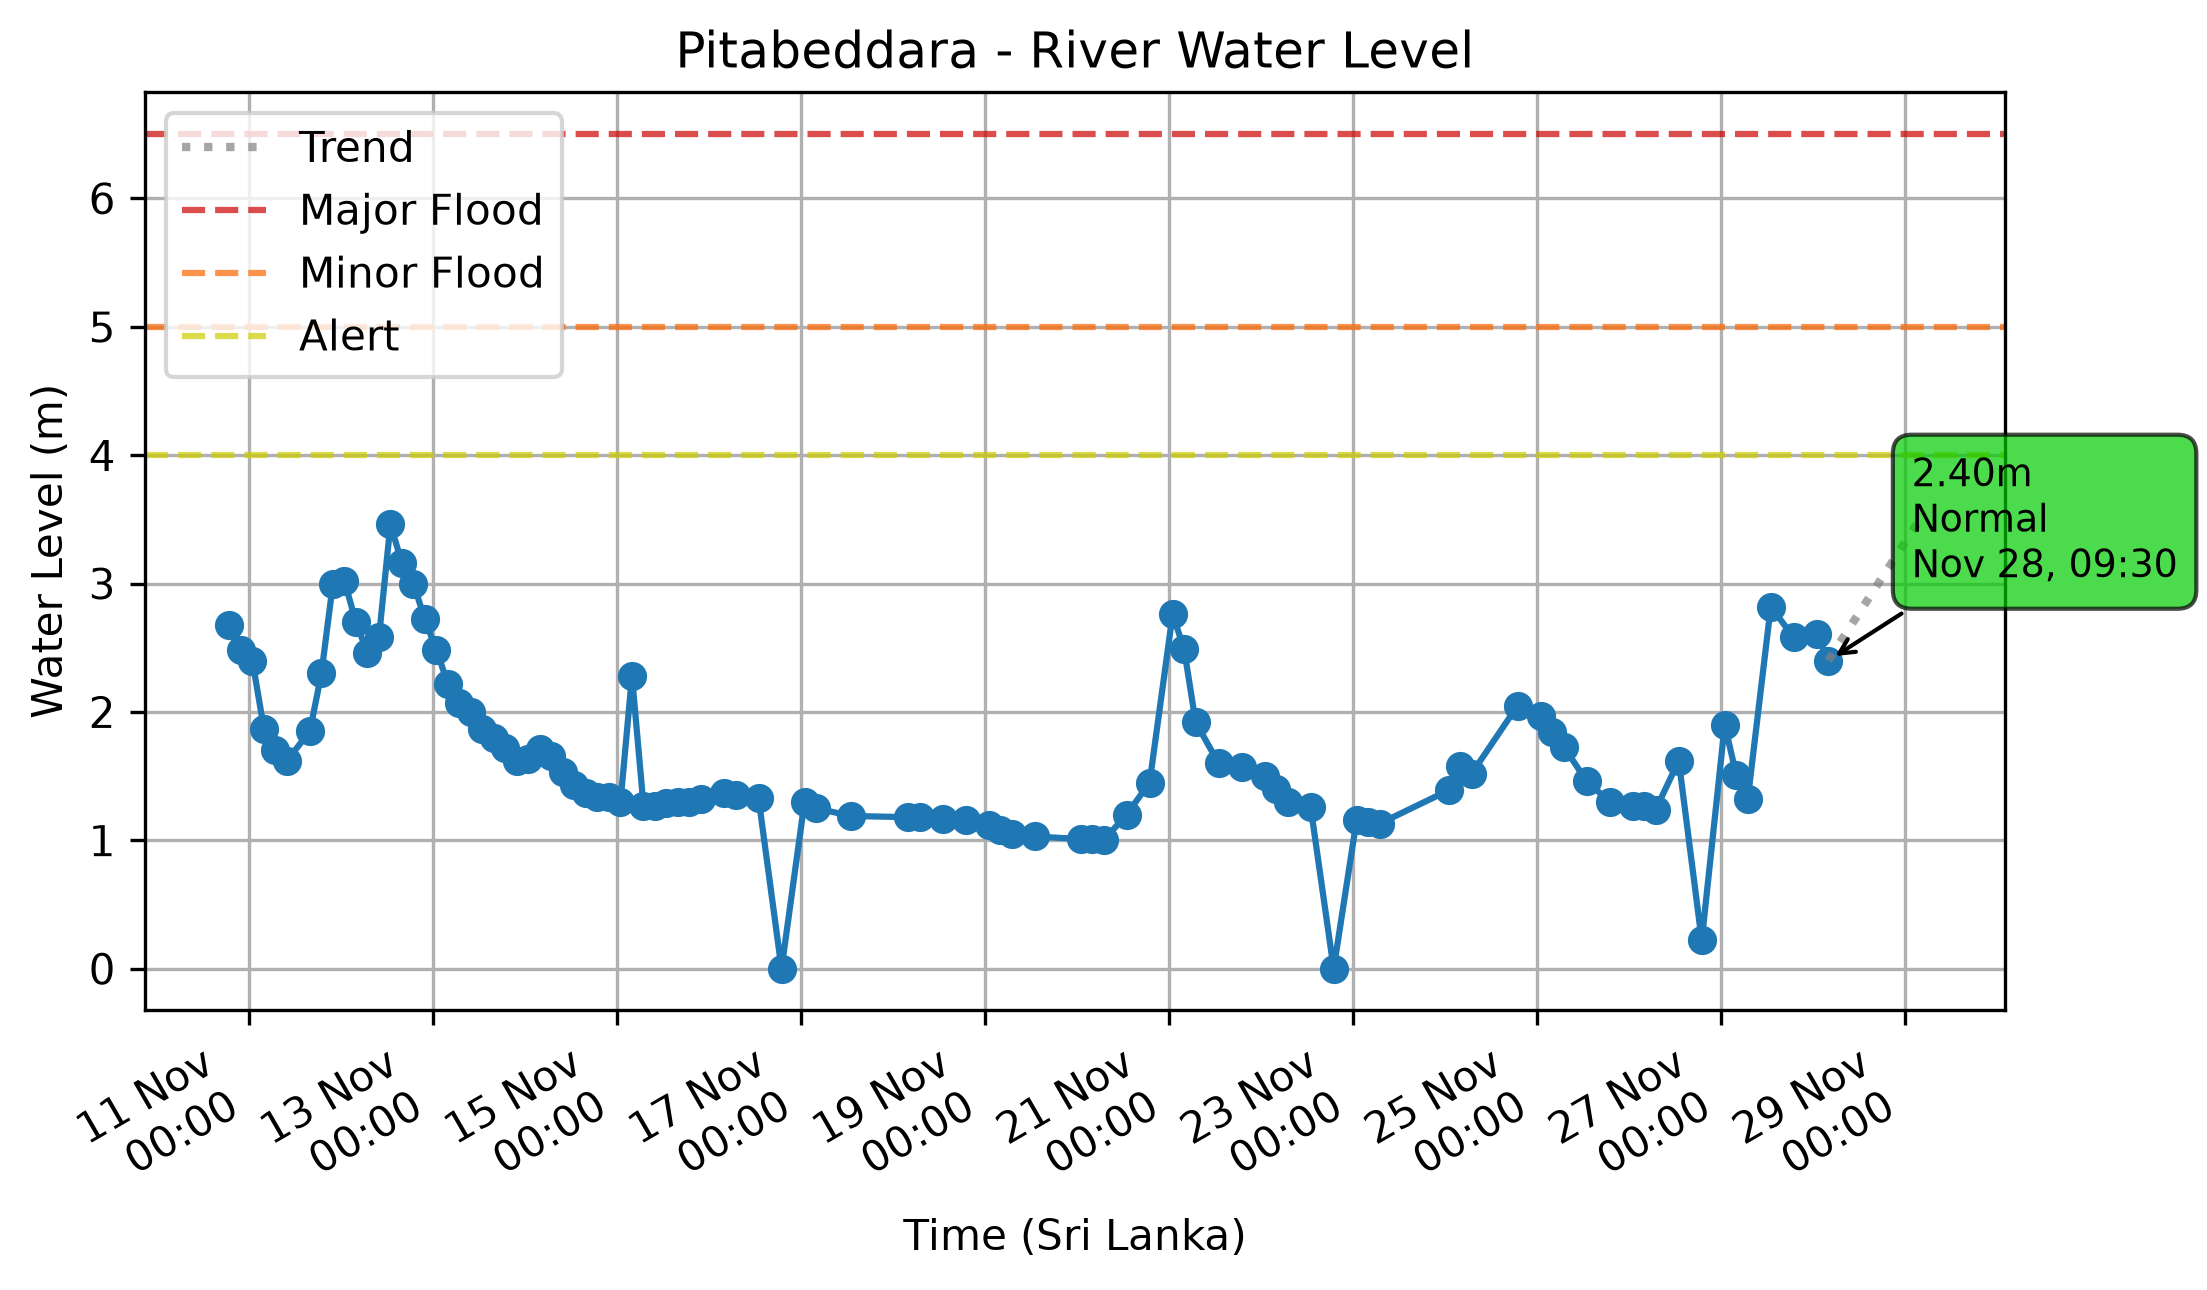 Pitabeddara - River Water Level
Trend
Major Flood
Minor Flood
Alert
Water Level (m)
6
5
4
3
2
1
0
2.40m
Normal
Nov 28, 09:30
11 Nov
00:00
13 Nov
00:00
15 Nov
00:00
17 Nov
00:00
19 Nov
00:00
21 Nov
00:00
23 Nov
00:00
25 Nov
00:00
27 Nov
00:00
29 Nov
00:00
Time (Sri Lanka)